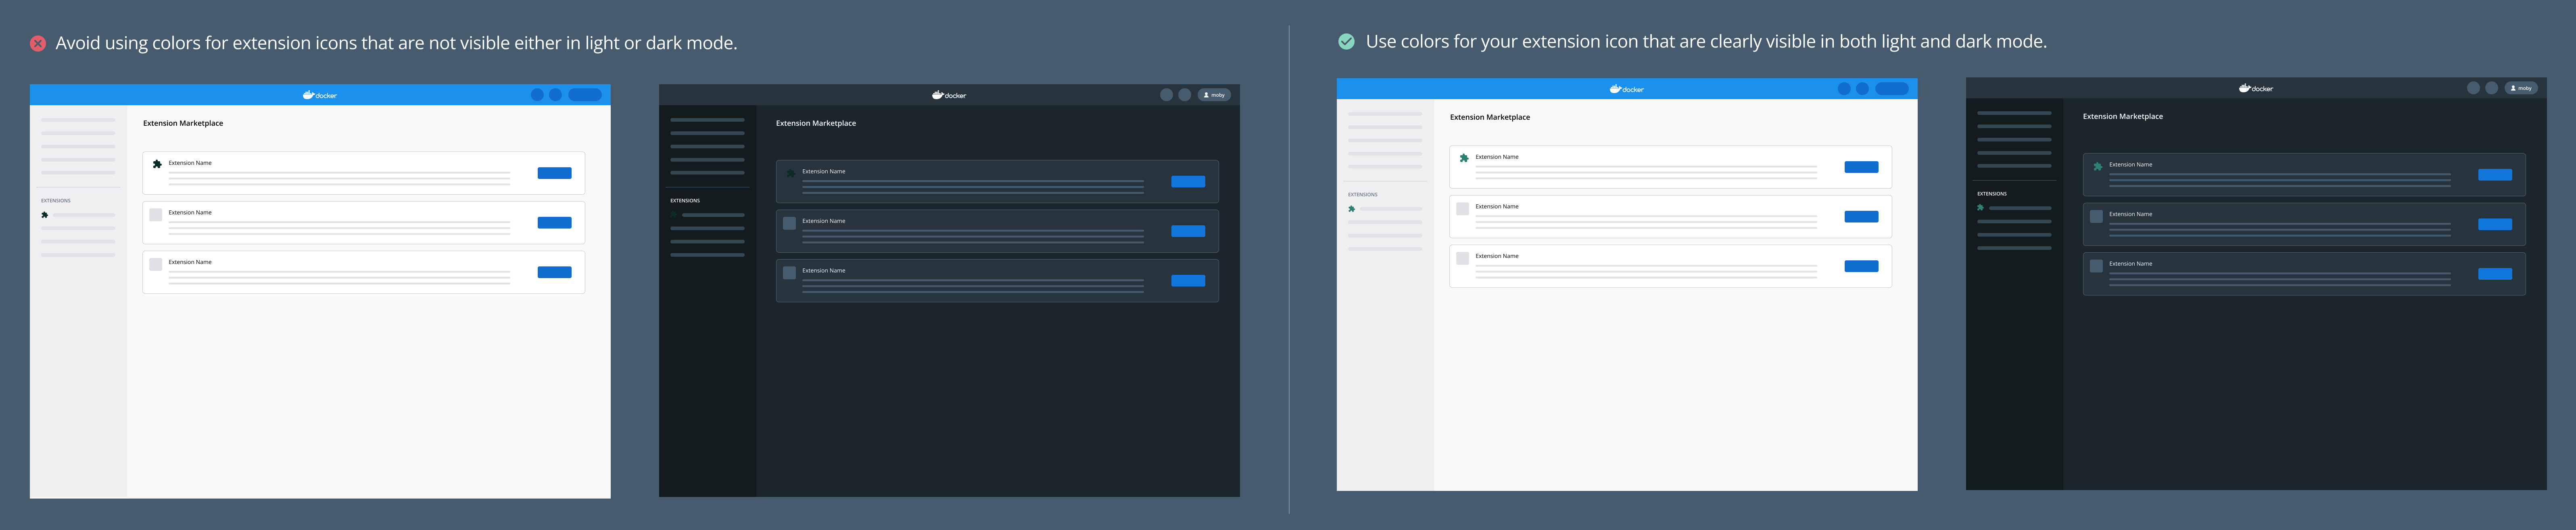 Avoid using colors for extension icons that are not visible either in light or dark mode.
docker
Extension Marketplace
Extension Name
EXTENSIONS
Extension Name
Extension Name
docker
moby
Extension Marketplace
Extension Name
EXTENSIONS
Extension Name
Extension Name
Use colors for your extension icon that are clearly visible in both light and dark mode.
docker
Extension Marketplace
Extension Name
EXTENSIONS
Extension Name
Extension Name
docker
moby
Extension Marketplace
Extension Name
EXTENSIONS
Extension Name
Extension Name